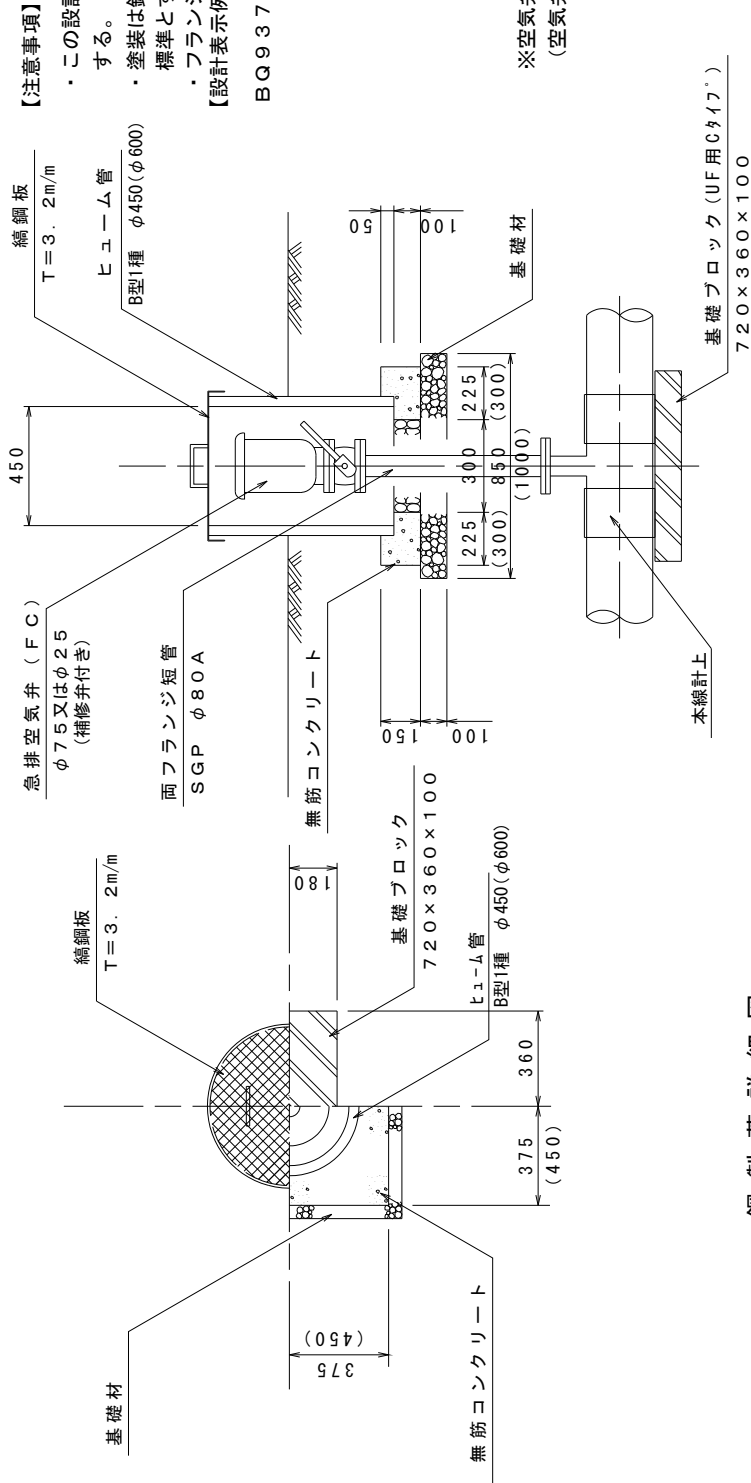 縞鋼板
T=3．2m/m
ヒューム管
B型1種　φ450(φ600)
450
急排空気弁（ＦＣ）
φ75又はφ25
(補修弁付き)
両フランジ短管
SGP　φ80A
無筋コンクリート
50
100
150
100
基礎材
225
300
225
(300)
850
(300)
(1000)
本線計上
基礎ブロック(UF用Cﾀｲﾌﾟ)
720×360×100
縞鋼板
T=3．2m/m
180
基礎ブロック
720×360×100
ﾋｭｰﾑ管
B型1種　φ450(φ600)
360
375
(450)
375
(450)
基礎材
無筋コンクリート
【注意事項】
・この設計
する。
・塗装は
標準とす
・フランジ
【設計表示例
BQ937
※空気弁
(空気弁